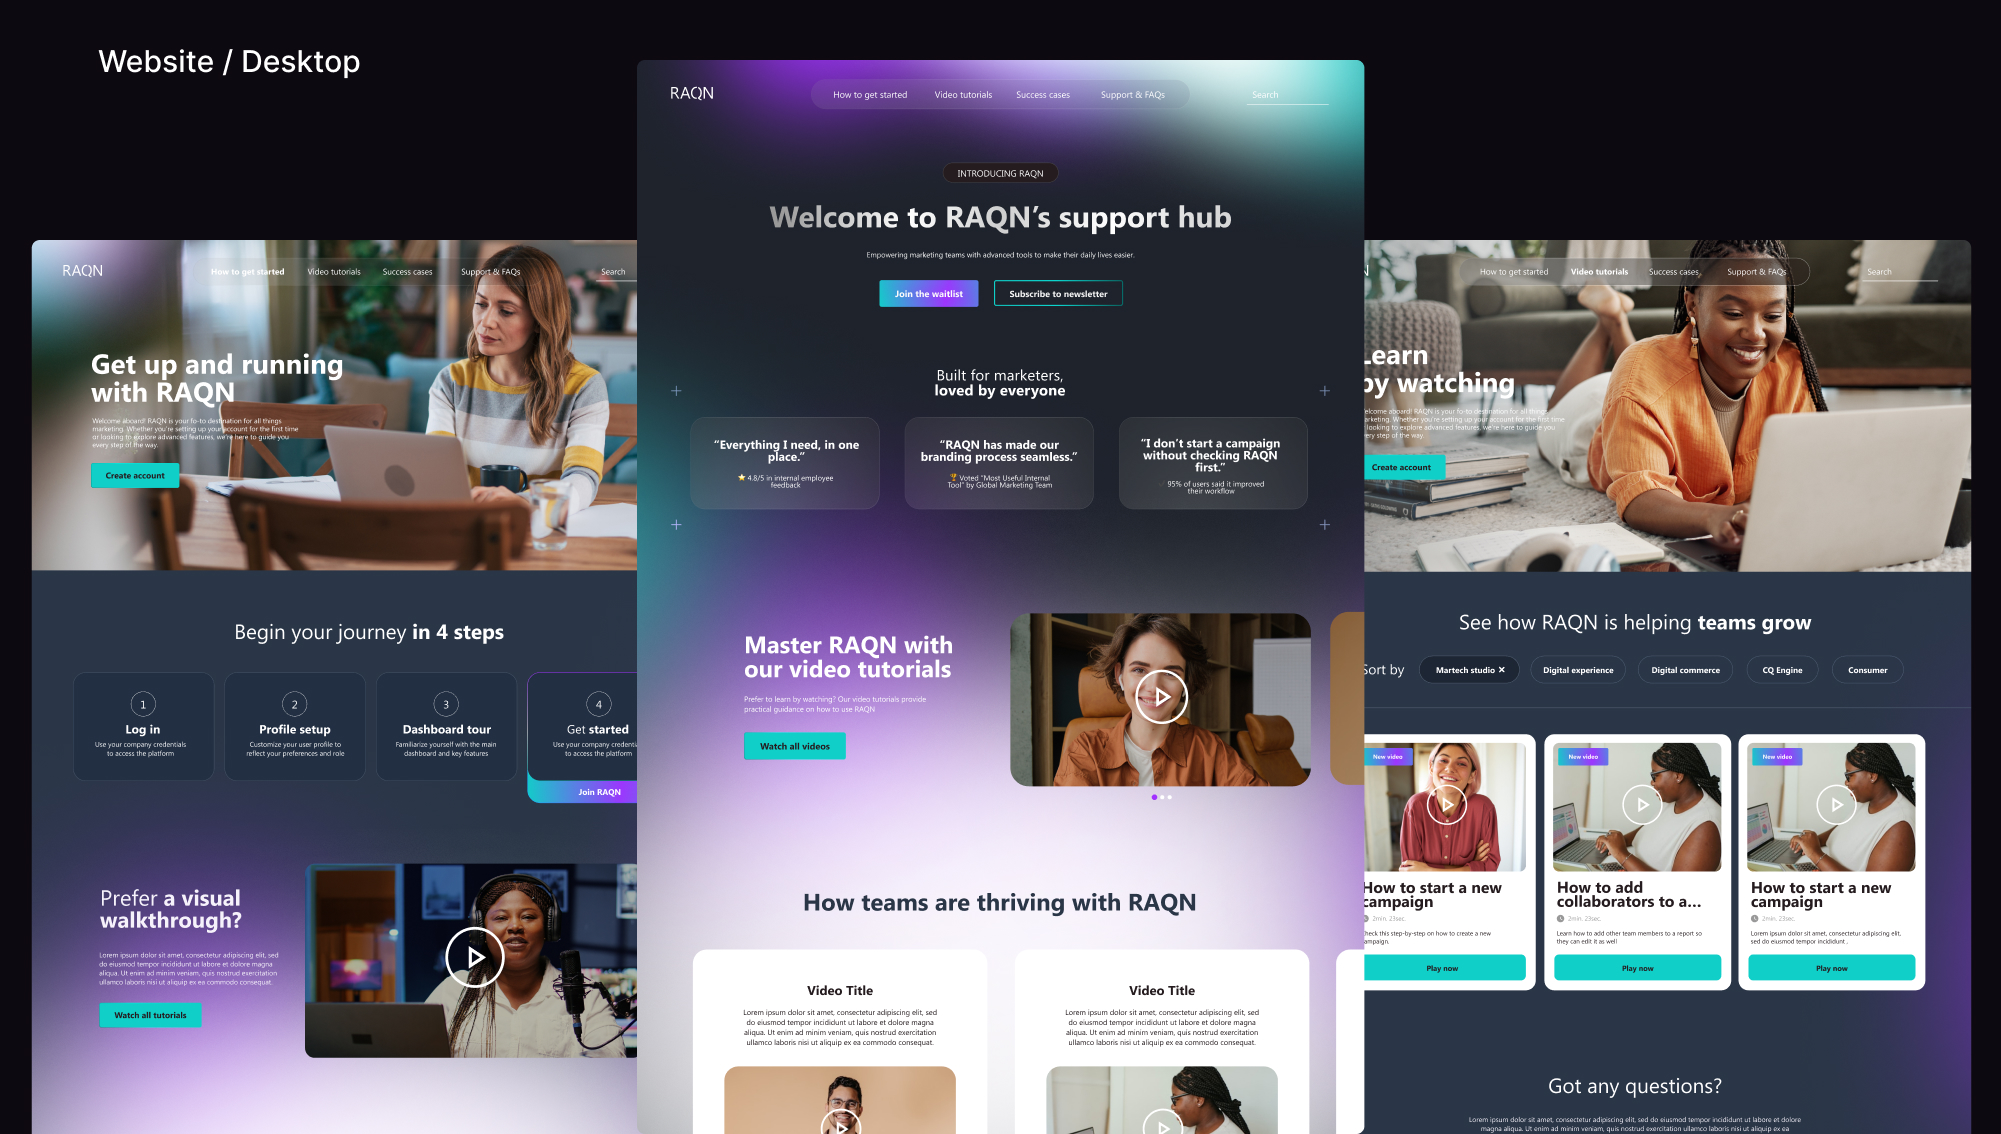 Website / Desktop
RAQN
How to get started
Video tutorials
Success cases
Support & FAQs
Search
Get up and running
with RAQN
Welcome aboard! RAQN is your fo-to destination for all things
marketing. Whether you're setting up your account for the first time
or looking to explore advanced features, we're here to guide you
every step of the way.
Create account
Begin your journey in 4 steps
1
Log in
Use your company credentials
to access the platform
2
Profile setup
Customize your user profile to
reflect your preferences and role
3
Dashboard tour
Familiarize yourself with the main
dashboard and key features
4
Get started
Use your company credenti
to access the platform
Join RAQN
Prefer a visual
walkthrough?
Lorem ipsum dolor sit amet, consectetur adipiscing elit, sed
do eiusmod tempor incididunt ut labore et dolore magna
aliqua. Ut enim ad minim veniam, quis nostrud exercitation
ullamco laboris nisi ut aliquip ex ea commodo consequat.
Watch all tutorials
RAQN
How to get started
Video tutorials
Success cases
Support & FAQs
Search
INTRODUCING RAQN
Welcome to RAQN's support hub
Empowering marketing teams with advanced tools to make their daily lives easier.
Join the waitlist
Subscribe to newsletter
Built for marketers,
loved by everyone
“Everything I need, in one
place.”
4.8/5 in internal employee
feedback
“RAQN has made our
branding process seamless.”
Voted “Most Useful Internal
Tool” by Global Marketing Team
“I don't start a campaign
without checking RAQN
first.”
95% of users said it improved
their workflow
Master RAQN with
our video tutorials
Prefer to learn by watching? Our video tutorials provide
practical guidance on how to use RAQN
Watch all videos
How teams are thriving with RAQN
Video Title
Lorem ipsum dolor sit amet, consectetur adipiscing elit, sed
do eiusmod tempor incididunt ut labore et dolore magna
aliqua. Ut enim ad minim veniam, quis nostrud exercitation
ullamco laboris nisi ut aliquip ex ea commodo consequat.
Video Title
Lorem ipsum dolor sit amet, consectetur adipiscing elit, sed
do eiusmod tempor incididunt ut labore et dolore magna
aliqua. Ut enim ad minim veniam, quis nostrud exercitation
ullamco laboris nisi ut aliquip ex ea commodo consequat.
N
How to get started
Video tutorials
Success cases
Support & FAQs
Search
Learn
by watching
elcome aboard! RAQN is your fo-to destination for all things
arketing. Whether you're setting up your account for the first time
looking to explore advanced features, we're here to guide you
ery step of the way.
Create account
See how RAQN is helping teams grow
Sort by
Martech studio ✕
Digital experience
Digital commerce
CQ Engine
Consumer
New video
How to start a new
campaign
2min. 23sec.
heck this step-by-step on how to create a new
ampaign.
Play now
New video
How to add
collaborators to a...
2min. 23sec.
Learn how to add other team members to a report so
they can edit it as well
Play now
New video
How to start a new
campaign
2min. 23sec.
Lorem ipsum dolor sit amet, consectetur adipiscing elit,
sed do eiusmod tempor incididunt .
Play now
Got any questions?
Lorem ipsum dolor sit amet, consectetur adipiscing elit, sed do eiusmod tempor incididunt ut labore et dolore
magna aliqua. Ut enim ad minim veniam, quis nostrud exercitation ullamco laboris nisi ut aliquip ex ea